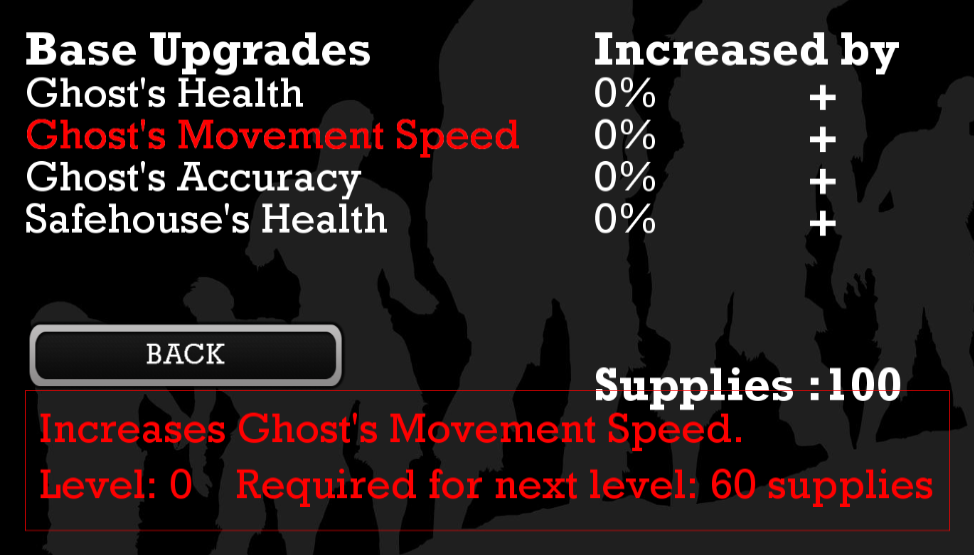 Base Upgrades Increased by
Ghost's Health 0% +
Ghost's Movement Speed 0% +
Ghost's Accuracy 0% +
Safehouse's Health 0% +
BACK
Supplies :100
Increases Ghost's Movement Speed.
Level: 0 Required for next level: 60 supplies